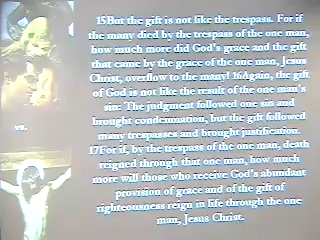 15But the gift is not like the trespass. For if
the many died by the trespass of the one man,
how much more did God's grace and the gift
that came by the grace of the one man, Jesus
Christ, overflow to the many! 16Again, the gift
of God is not like the result of the one man's
sin: The judgment followed one sin and
brought condemnation, but the gift followed
many trespasses and brought justification.
vs.
17For if, by the trespass of the one man, death
reigned through that one man, how much
more will those who receive God's abundant
provision of grace and of the gift of
righteousness reign in life through the one
man, Jesus Christ.